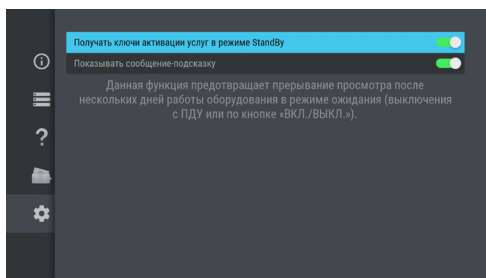 Получать ключи активации услуг в режиме StandBy
Показывать сообщение-подсказку
Данная функция предотвращает прерывание просмотра после
нескольких дней работы оборудования в режиме ожидания (выключения
с ПДУ или по кнопке «ВКЛ./ВЫКЛ.»).